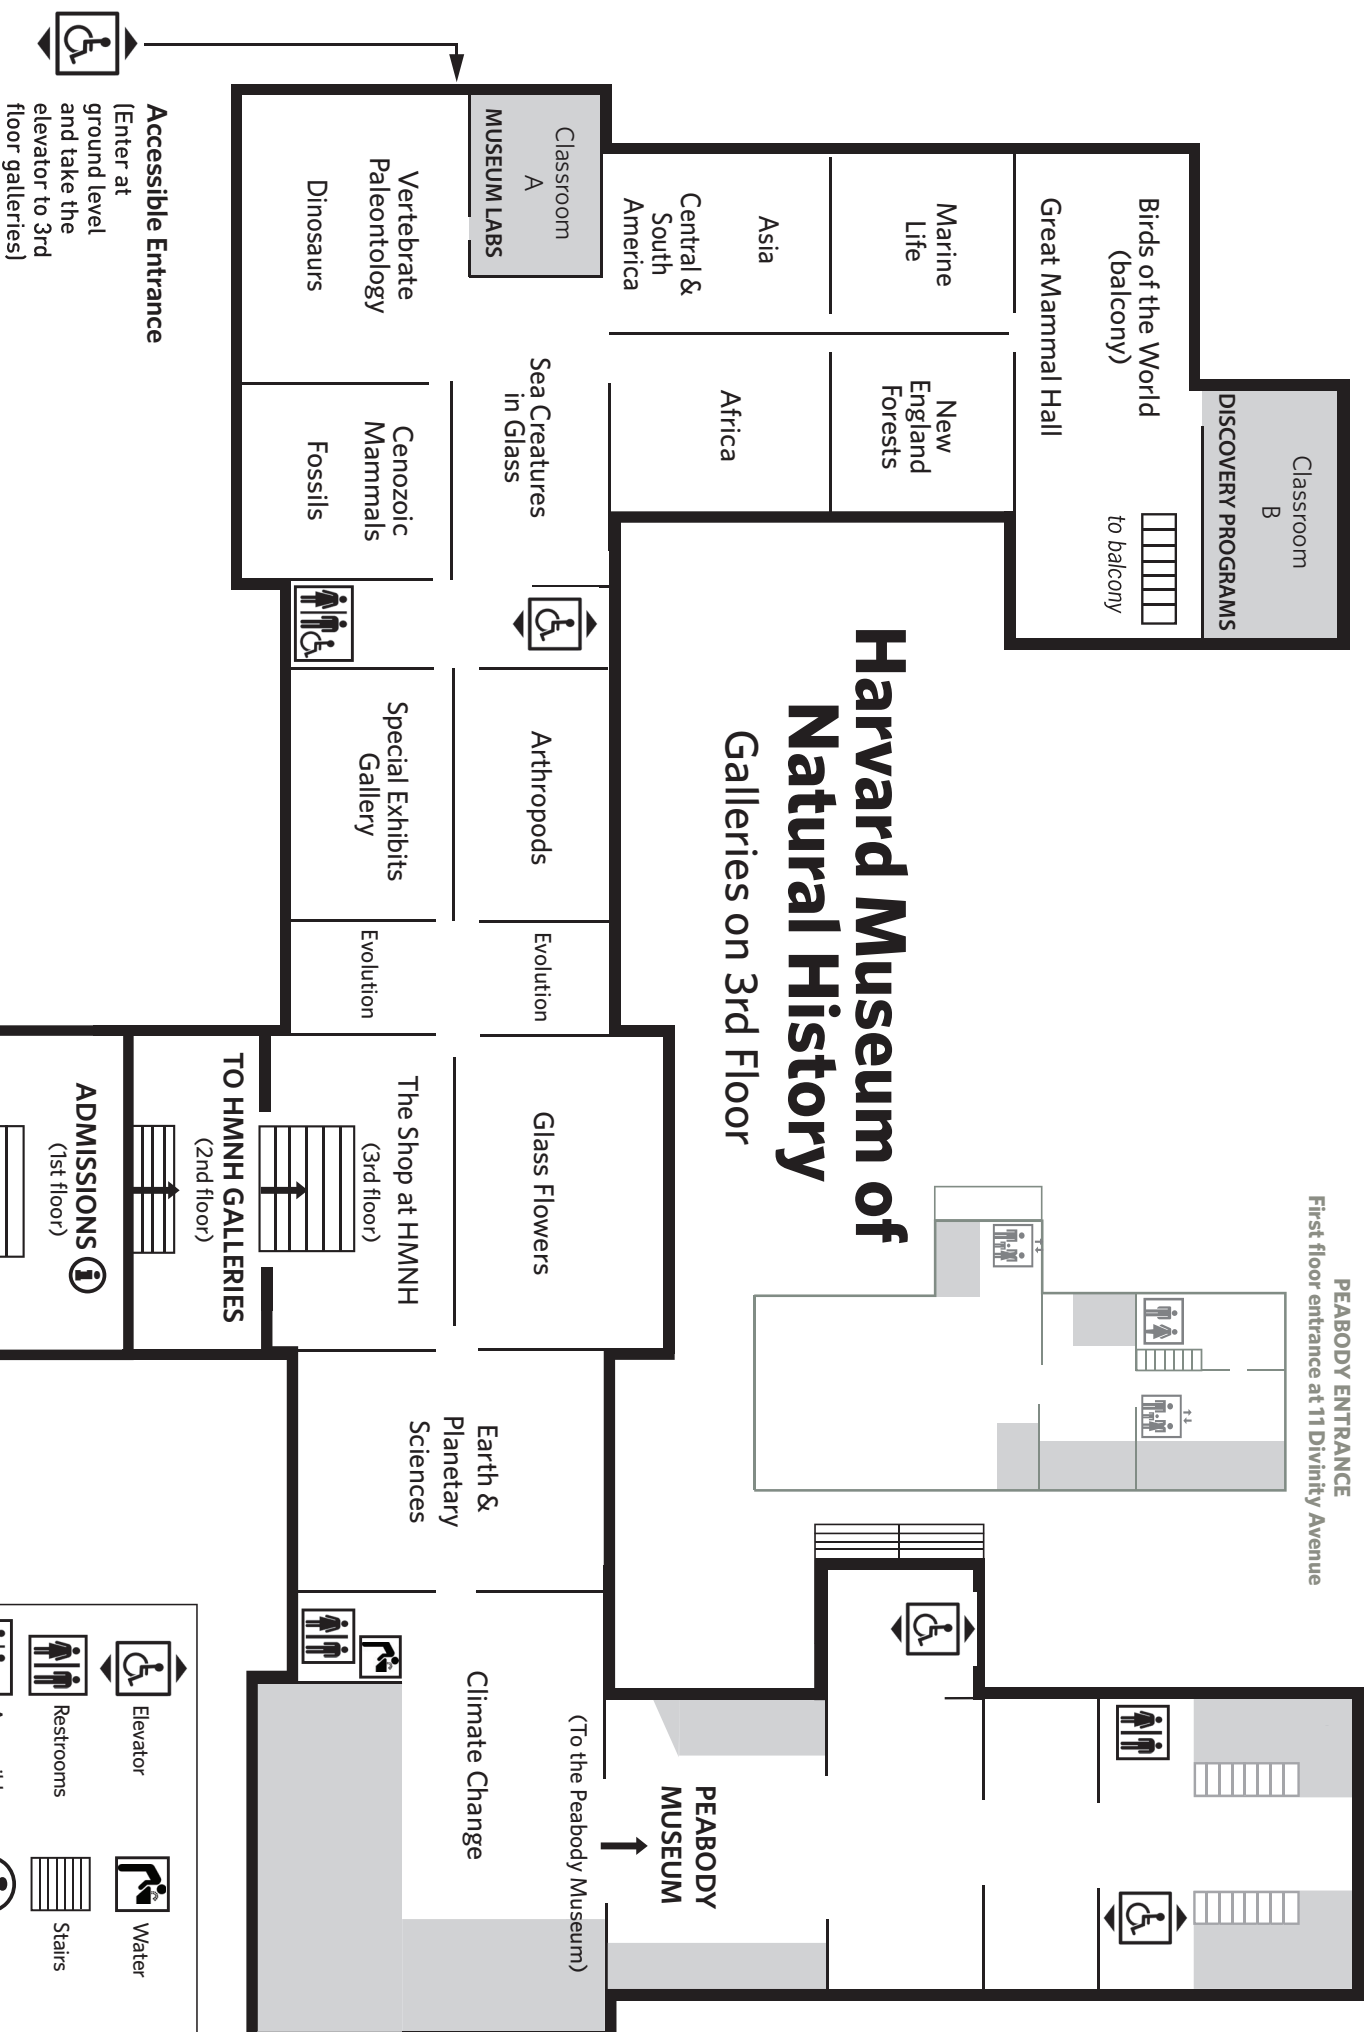 PEABODY ENTRANCE
First floor entrance at 11 Divinity Avenue
Classroom
B
DISCOVERY PROGRAMS
Birds of the World
(balcony)
to balcony
Great Mammal Hall
Marine
Life
New
England
Forests
Asia
Central &
South
America
Africa
Harvard Museum of
Natural History
Galleries on 3rd Floor
Classroom
A
MUSEUM LABS
Sea Creatures
in Glass
Vertebrate
Paleontology
Dinosaurs
Cenozoic
Mammals
Fossils
Arthropods
Special Exhibits
Gallery
Evolution
Evolution
Glass Flowers
The Shop at HMNH
(3rd floor)
TO HMNH GALLERIES
(2nd floor)
ADMISSIONS
(1st floor)
Earth &
Planetary
Sciences
Climate Change
(To the Peabody Museum)
PEABODY
MUSEUM
Accessible Entrance
(Enter at
ground level
and take the
elevator to 3rd
floor galleries)
Elevator
Water
Restrooms
Stairs